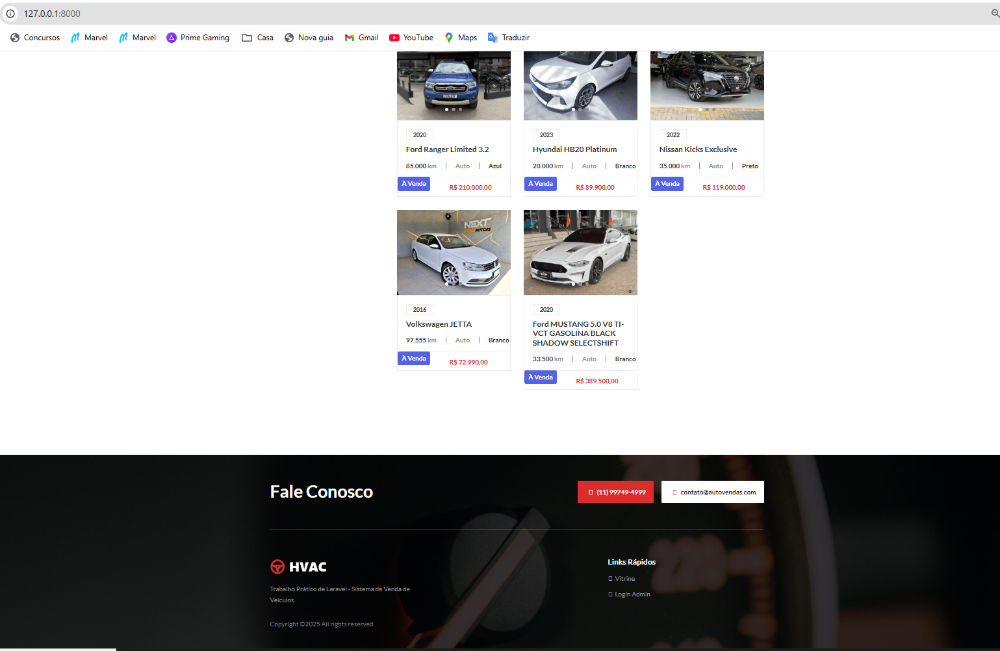 127.0.0.1:8000
Concursos Marvel Marvel Prime Gaming Casa Nova guia Gmail YouTube Maps Traduzir
2020
Ford Ranger Limited 3.2
85.000 km | Auto | Azul
À Venda R$ 210.000,00
2023
Hyundai HB20 Platinum
20.000 km | Auto | Branco
À Venda R$ 89.900,00
2022
Nissan Kicks Exclusive
35.000 km | Auto | Preto
À Venda R$ 119.000,00
NEXT
MOTORS
2016
Volkswagen JETTA
97.555 km | Auto | Branco
À Venda R$ 72.990,00
2020
Ford MUSTANG 5.0 V8 TI-
VCT GASOLINA BLACK
SHADOW SELECTSHIFT
33.500 km | Auto | Branco
À Venda R$ 389.500,00
Fale Conosco
(11) 99749-4999
contato@autovendas.com
HVAC
Trabalho Prático de Laravel - Sistema de Venda de
Veículos.
Copyright ©2025 All rights reserved
Links Rápidos
Vitrine
Login Admin